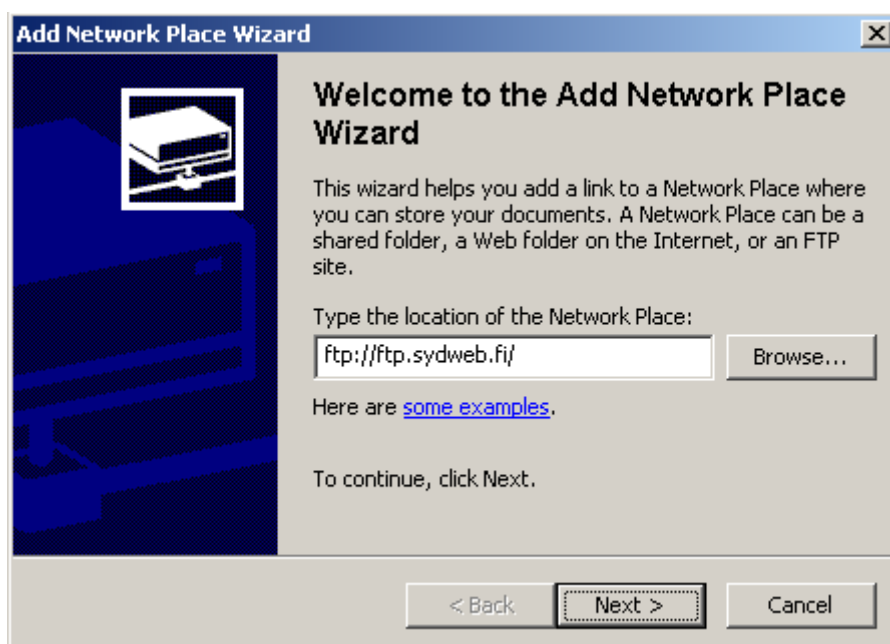 Add Network Place Wizard
Welcome to the Add Network Place
Wizard
This wizard helps you add a link to a Network Place where
you can store your documents. A Network Place can be a
shared folder, a Web folder on the Internet, or an FTP
site.
Type the location of the Network Place:
ftp://ftp.sydweb.fi/
Browse...
Here are some examples.
To continue, click Next.
< Back
Next >
Cancel